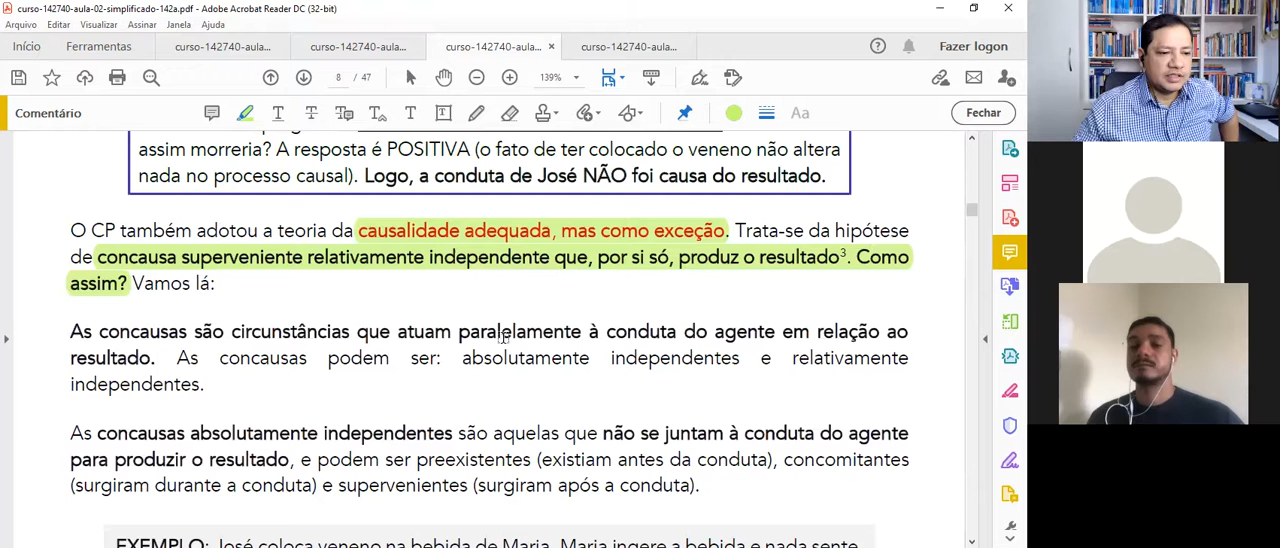 curso-142740-aula-02-simplificado-142a.pdf - Adobe Acrobat Reader DC (32-bit)
Arquivo Editar Visualizar Assinar Janela Ajuda
Início Ferramentas curso-142740-aula... curso-142740-aula... curso-142740-aula... × curso-142740-aula... Fazer logon
8 / 47 139%
Comentário Aa Fechar
assim morreria? A resposta é POSITIVA (o fato de ter colocado o veneno não altera
nada no processo causal). Logo, a conduta de José NÃO foi causa do resultado.
O CP também adotou a teoria da causalidade adequada, mas como exceção. Trata-se da hipótese
de concausa superveniente relativamente independente que, por si só, produz o resultado³. Como
assim? Vamos lá:
As concausas são circunstâncias que atuam paralelamente à conduta do agente em relação ao
resultado. As concausas podem ser: absolutamente independentes e relativamente
independentes.
As concausas absolutamente independentes são aquelas que não se juntam à conduta do agente
para produzir o resultado, e podem ser preexistentes (existiam antes da conduta), concomitantes
(surgiram durante a conduta) e supervenientes (surgiram após a conduta).
EXEMPLO: José coloca veneno na bebida de Maria. Maria ingere a bebida e nada sente